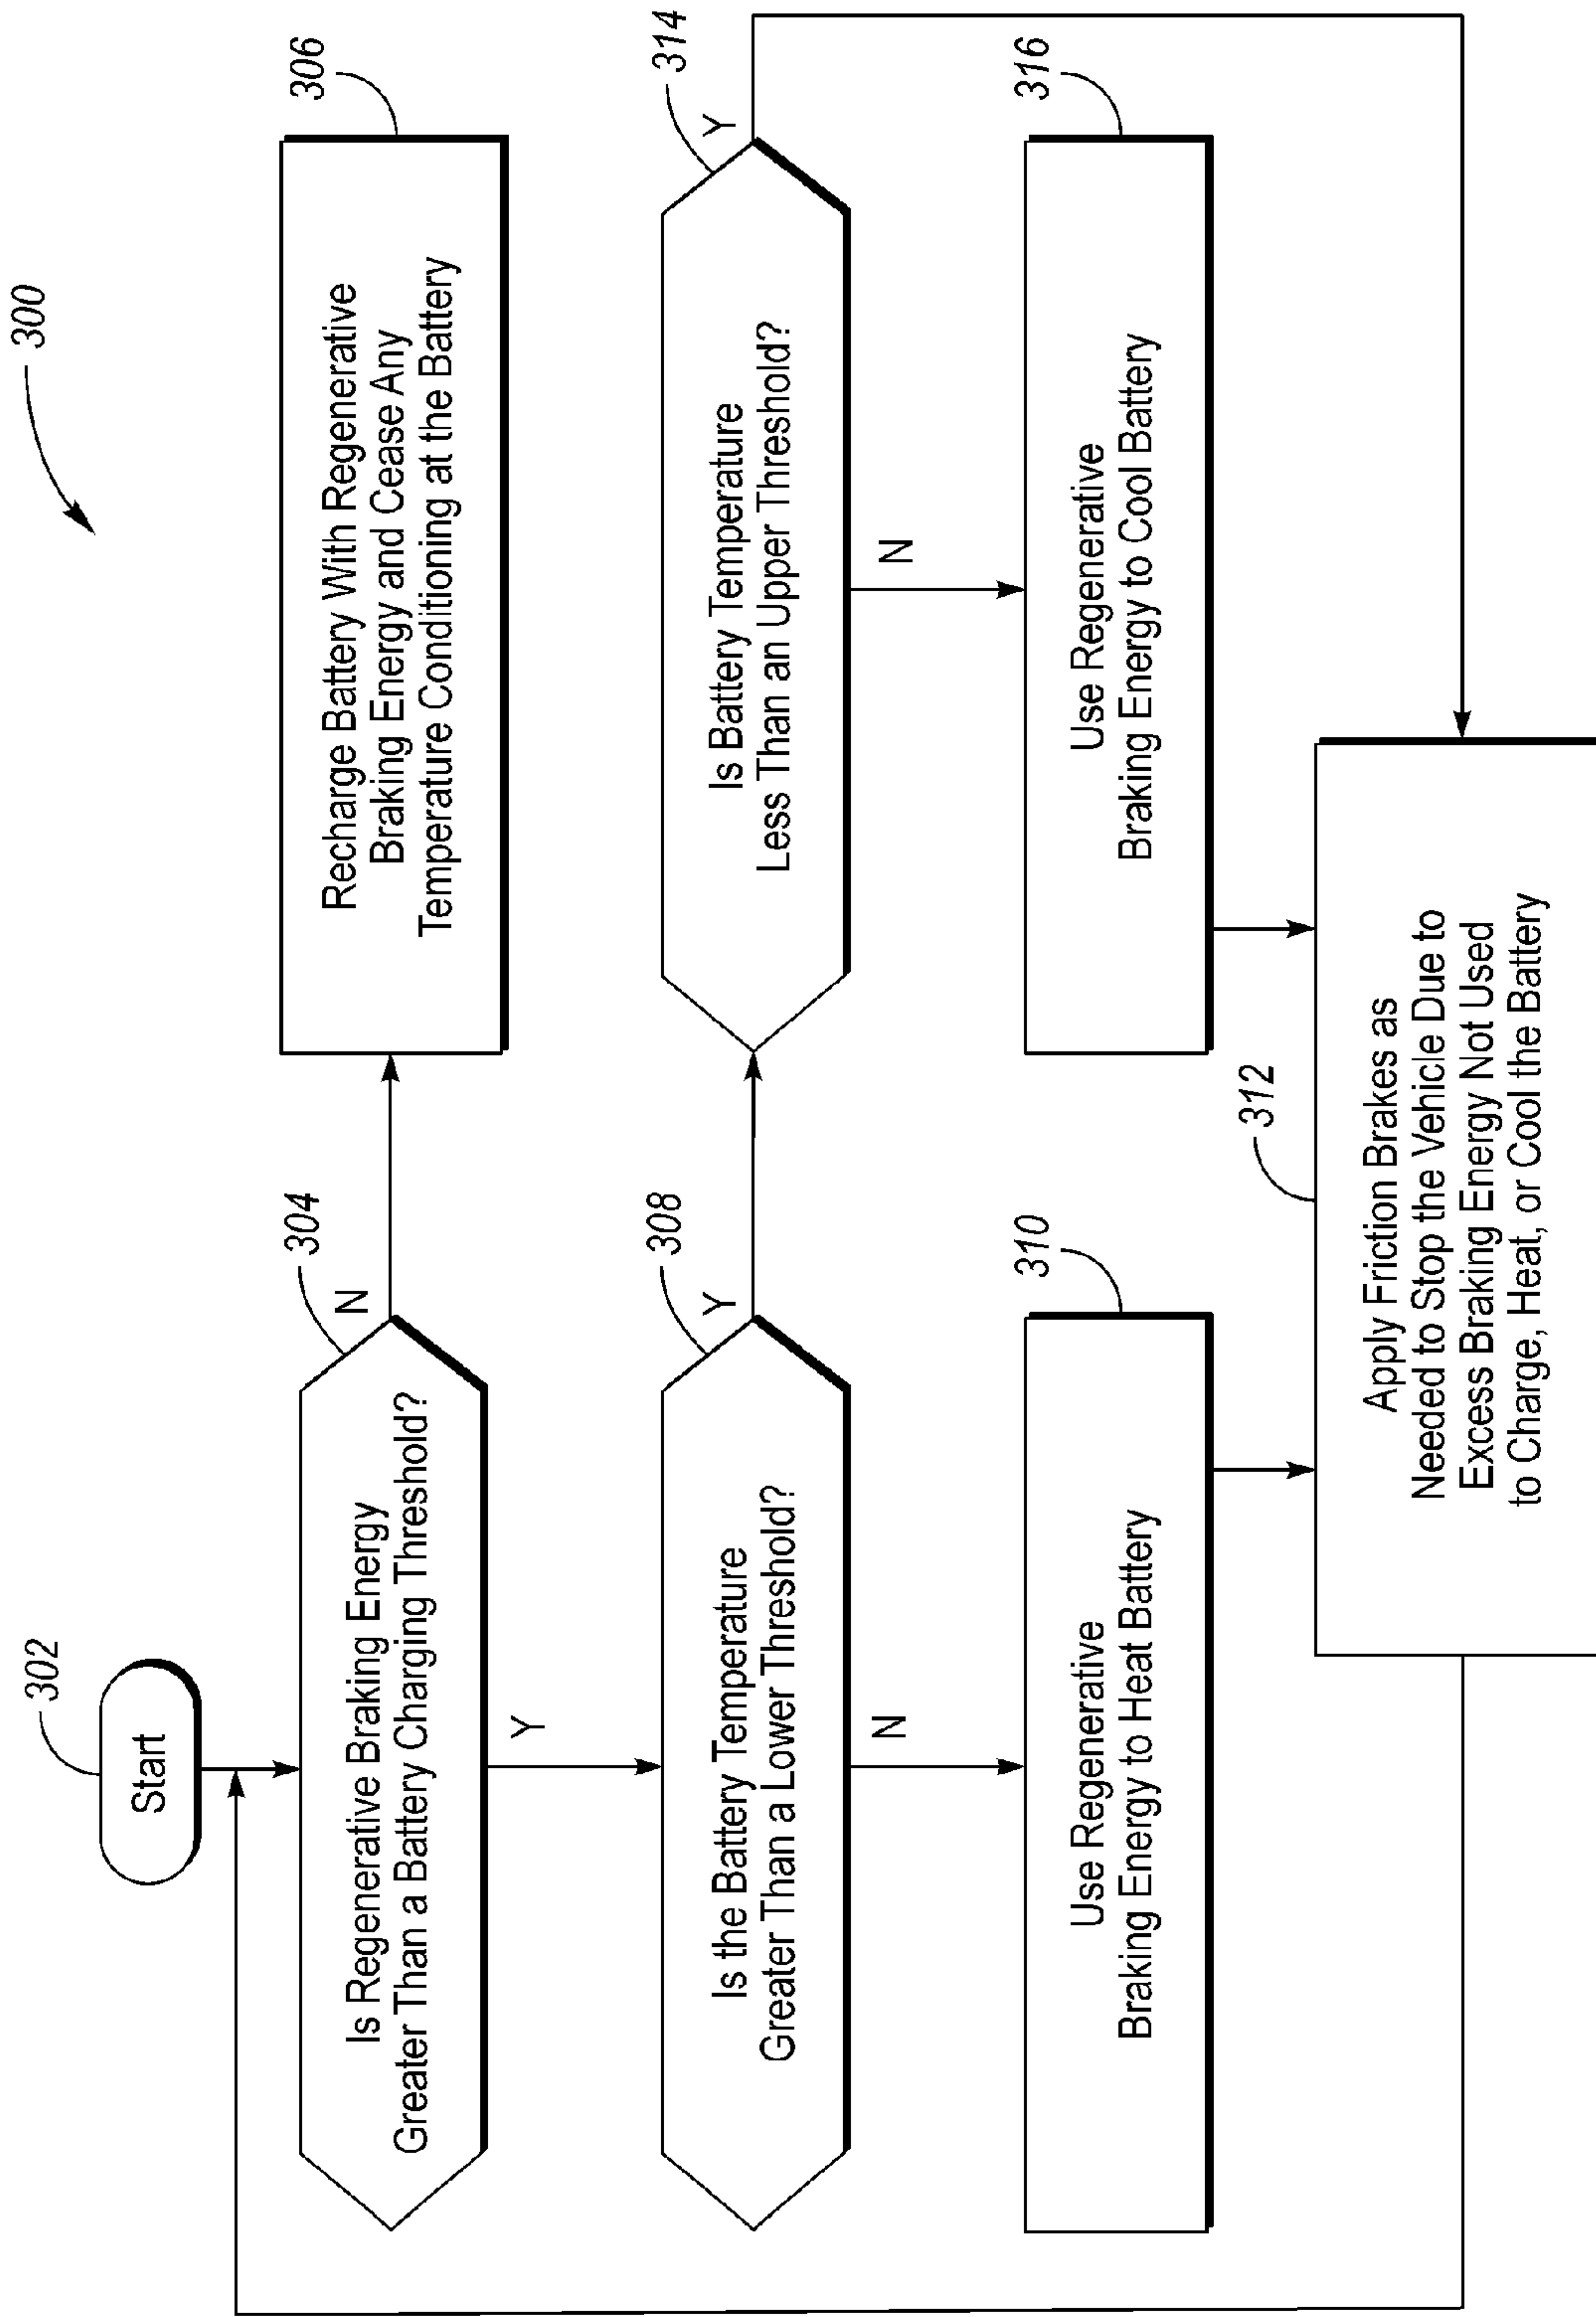 300
302
Start
304
Is Regenerative Braking Energy
Greater Than a Battery Charging Threshold?
N
Y
306
Recharge Battery With Regenerative
Braking Energy and Cease Any
Temperature Conditioning at the Battery
308
Is the Battery Temperature
Greater Than a Lower Threshold?
Y
N
314
Is Battery Temperature
Less Than an Upper Threshold?
Y
N
310
Use Regenerative
Braking Energy to Heat Battery
316
Use Regenerative
Braking Energy to Cool Battery
312
Apply Friction Brakes as
Needed to Stop the Vehicle Due to
Excess Braking Energy Not Used
to Charge, Heat, or Cool the Battery